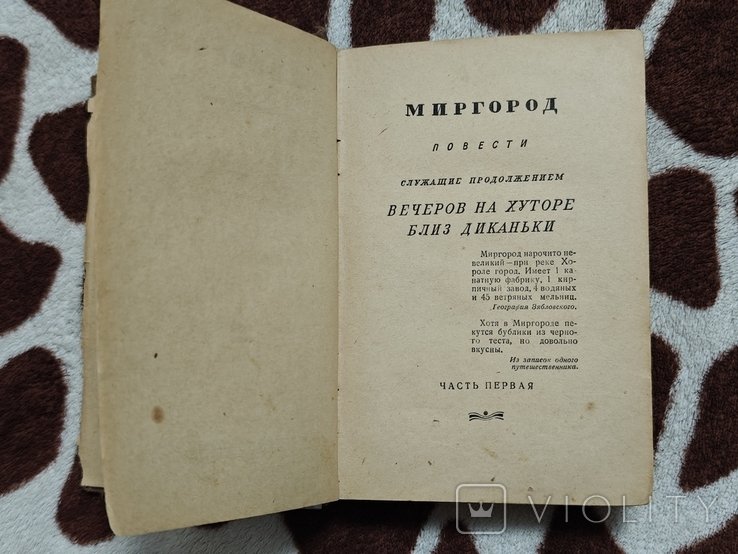 МИРГОРОД
ПОВЕСТИ
СЛУЖАЩИЕ ПРОДОЛЖЕНИЕМ
ВЕЧЕРОВ НА ХУТОРЕ
БЛИЗ ДИКАНЬКИ
Миргород нарочито не-
великий—при реке Хо-
роле город. Имеет 1 ка-
натную фабрику, 1 кир-
пичный завод, 4 водяных
и 45 ветряных мельниц.
География Зябловского.
Хотя в Миргороде пе-
кутся бублики из черно-
го теста, но довольно
вкусны.
Из записок одного
путешественника.
ЧАСТЬ ПЕРВАЯ
VIOLITY